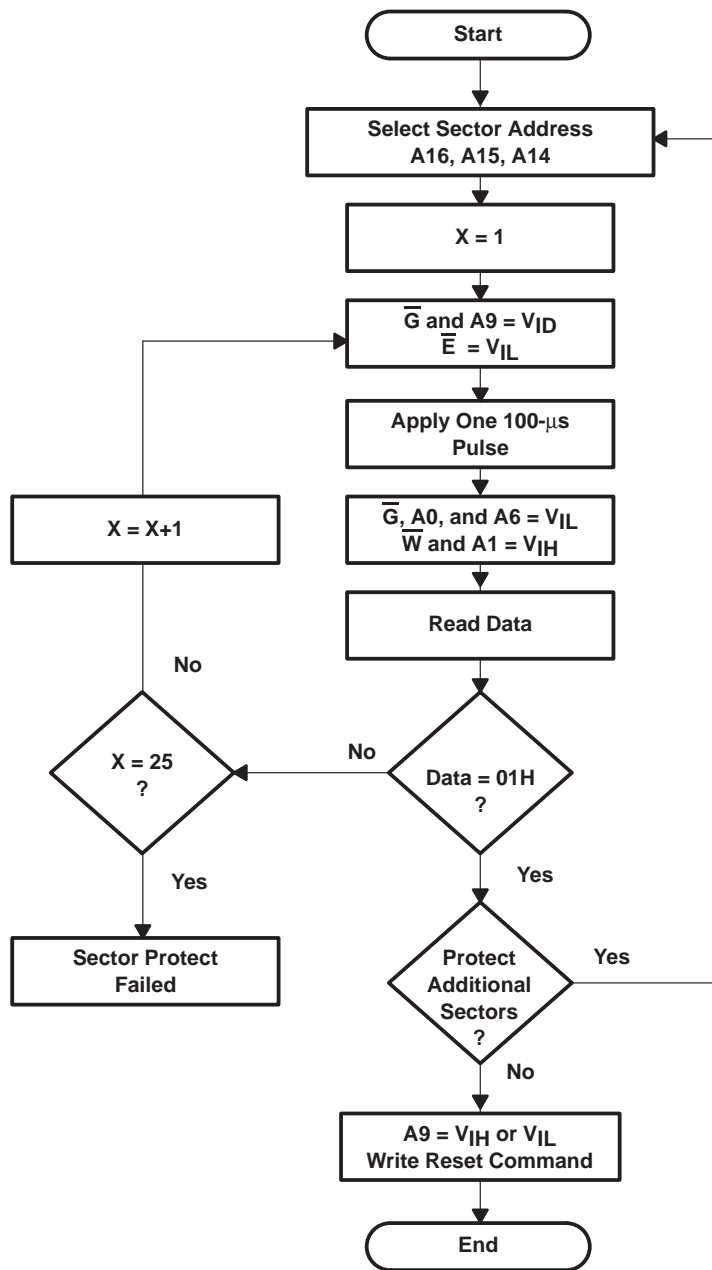 Start
Select Sector Address
A16, A15, A14
X = 1
G̅ and A9 = VID
E̅ = VIL
Apply One 100-μs
Pulse
G̅, A0, and A6 = VIL
W̅ and A1 = VIH
X = X+1
Read Data
No
X = 25
?
No
Data = 01H
?
Yes
Yes
Sector Protect
Failed
Protect
Additional
Sectors
?
Yes
No
A9 = VIH or VIL
Write Reset Command
End